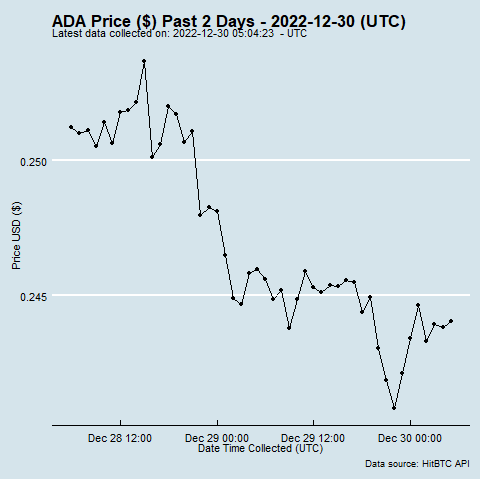 ADA Price ($) Past 2 Days - 2022-12-30 (UTC)
Latest data collected on: 2022-12-30 05:04:23  - UTC
0.250
Price USD ($)
0.245
Dec 28 12:00 Dec 29 00:00 Dec 29 12:00 Dec 30 00:00
Date Time Collected (UTC)
Data source: HitBTC API